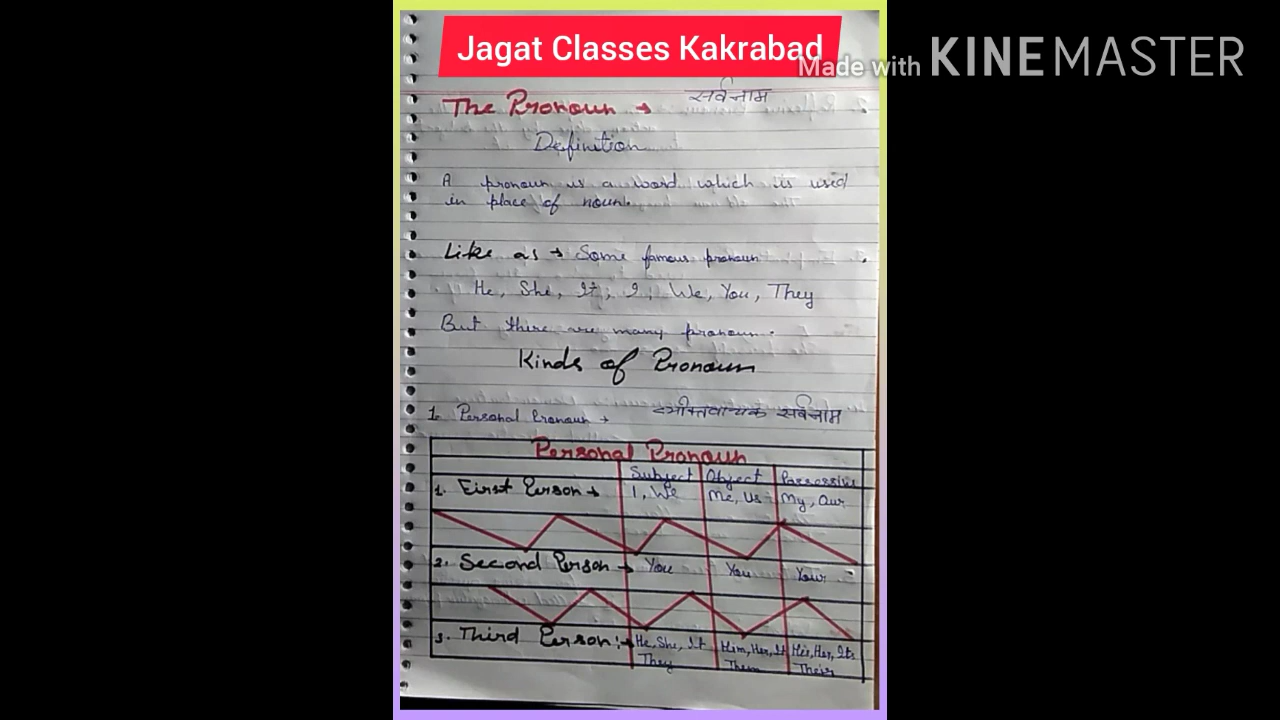 Jagat Classes Kakrabad
Made with KINEMASTER
The Pronoun → सर्वनाम
Definition
A pronoun is a word which is used
in place of noun.
Like as → Some famous pronoun
He, She, It, I, We, You, They
But there are many pronoun.
Kinds of Pronoun
1. Personal Pronoun → व्यक्तिवाचक सर्वनाम
Personal Pronoun
Subject Object Possessive
1. First Person → I, We Me, Us My, Our
2. Second Person → You You Your
3. Third Person :→ He, She, It Him, Her, It His, Her, Its
They Them Their